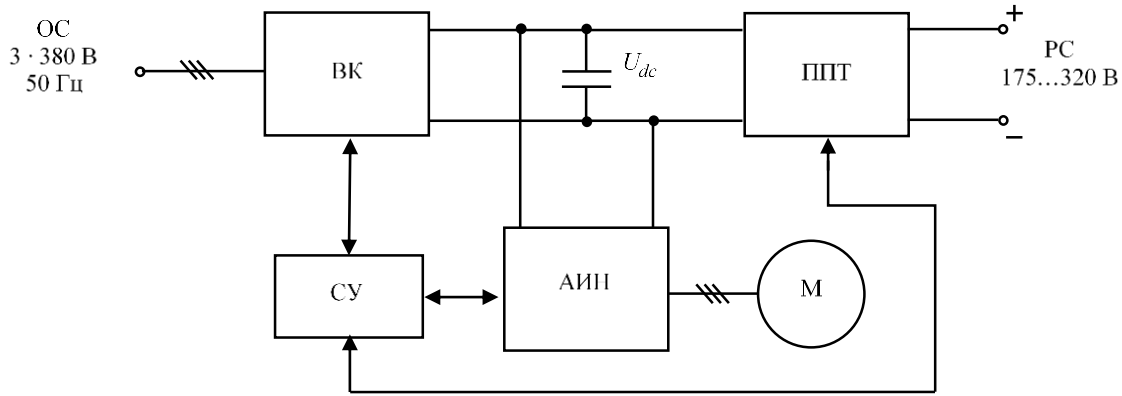 ОС
3 · 380 В
50 Гц
ВК
U_dc
ППТ
+
РС
175…320 В
–
СУ
АИН
М